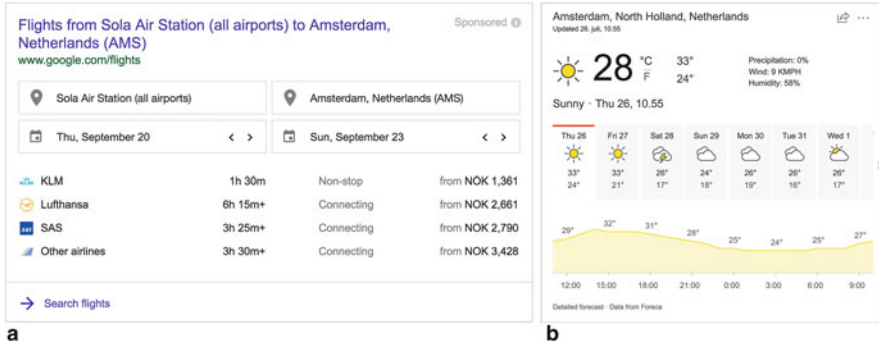 Flights from Sola Air Station (all airports) to Amsterdam,
Netherlands (AMS)
Sponsored
www.google.com/flights
Sola Air Station (all airports)
Amsterdam, Netherlands (AMS)
Thu, September 20 < >
Sun, September 23 < >
KLM KLM 1h 30m Non-stop from NOK 1,361
Lufthansa 6h 15m+ Connecting from NOK 2,661
SAS SAS 3h 25m+ Connecting from NOK 2,790
Other airlines 3h 30m+ Connecting from NOK 3,428
Search flights
a
Amsterdam, North Holland, Netherlands
Updated 26. juli, 10.55
28 °C
F
33°
24°
Precipitation: 0%
Wind: 9 KMPH
Humidity: 58%
Sunny · Thu 26, 10.55
Thu 26 Fri 27 Sat 28 Sun 29 Mon 30 Tue 31 Wed 1
33° 33° 26° 24° 26° 26° 26°
24° 21° 17° 18° 19° 16° 17°
29° 32° 31° 28° 25° 24° 25° 27°
12:00 15:00 18:00 21:00 0:00 3:00 6:00 9:00
Detailed forecast · Data from Foreca
b